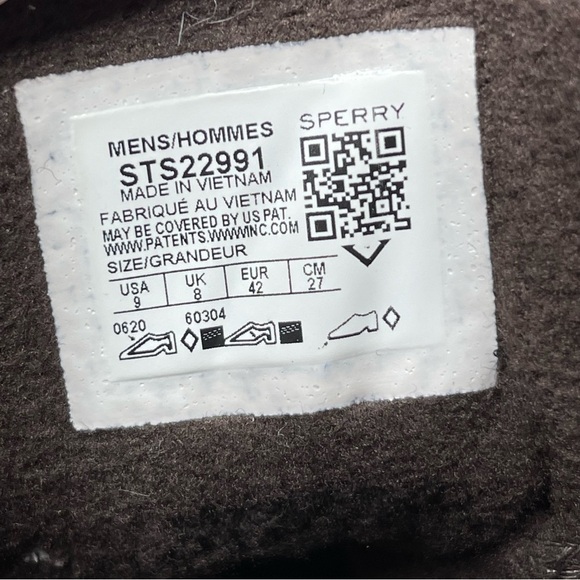 SPERRY
MENS/HOMMES
STS22991
MADE IN VIETNAM
FABRIQUÉ AU VIETNAM
MAY BE COVERED BY US PAT.
WWW.PATENTS.WWWINC.COM
SIZE/GRANDEUR
USA UK EUR CM
9 8 42 27
0620 60304